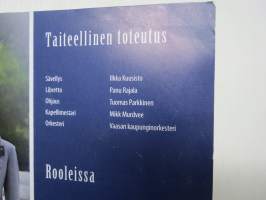 Taiteellinen toteutus
Sävellys Ilkka Kuusisto
Libretto Panu Rajala
Ohjaus Tuomas Parkkinen
Kapellimestari Mikk Murdvee
Orkesteri Vaasan kaupunginorkesteri
Rooleissa